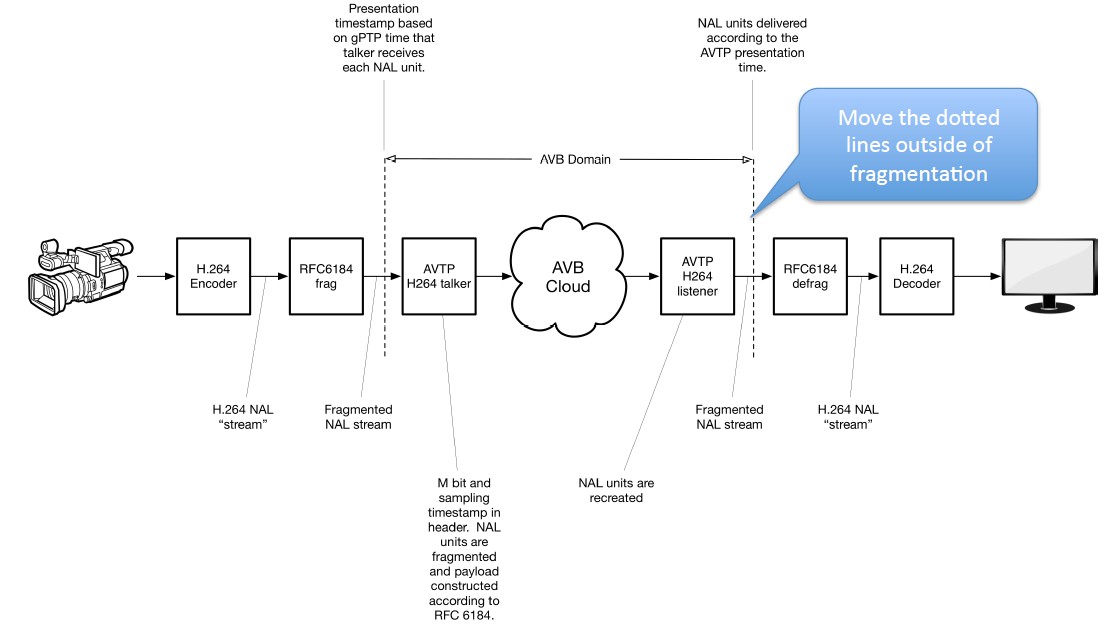 Presentation
timestamp based
on gPTP time that
talker receives
each NAL unit.
NAL units delivered
according to the
AVTP presentation
time.
Move the dotted
lines outside of
fragmentation
AVB Domain
H.264
Encoder
RFC6184
frag
AVTP
H264 talker
AVB
Cloud
AVTP
H264
listener
RFC6184
defrag
H.264
Decoder
H.264 NAL
“stream”
Fragmented
NAL stream
Fragmented
NAL stream
H.264 NAL
“stream”
M bit and
sampling
timestamp in
header.  NAL
units are
fragmented
and payload
constructed
according to
RFC 6184.
NAL units are
recreated